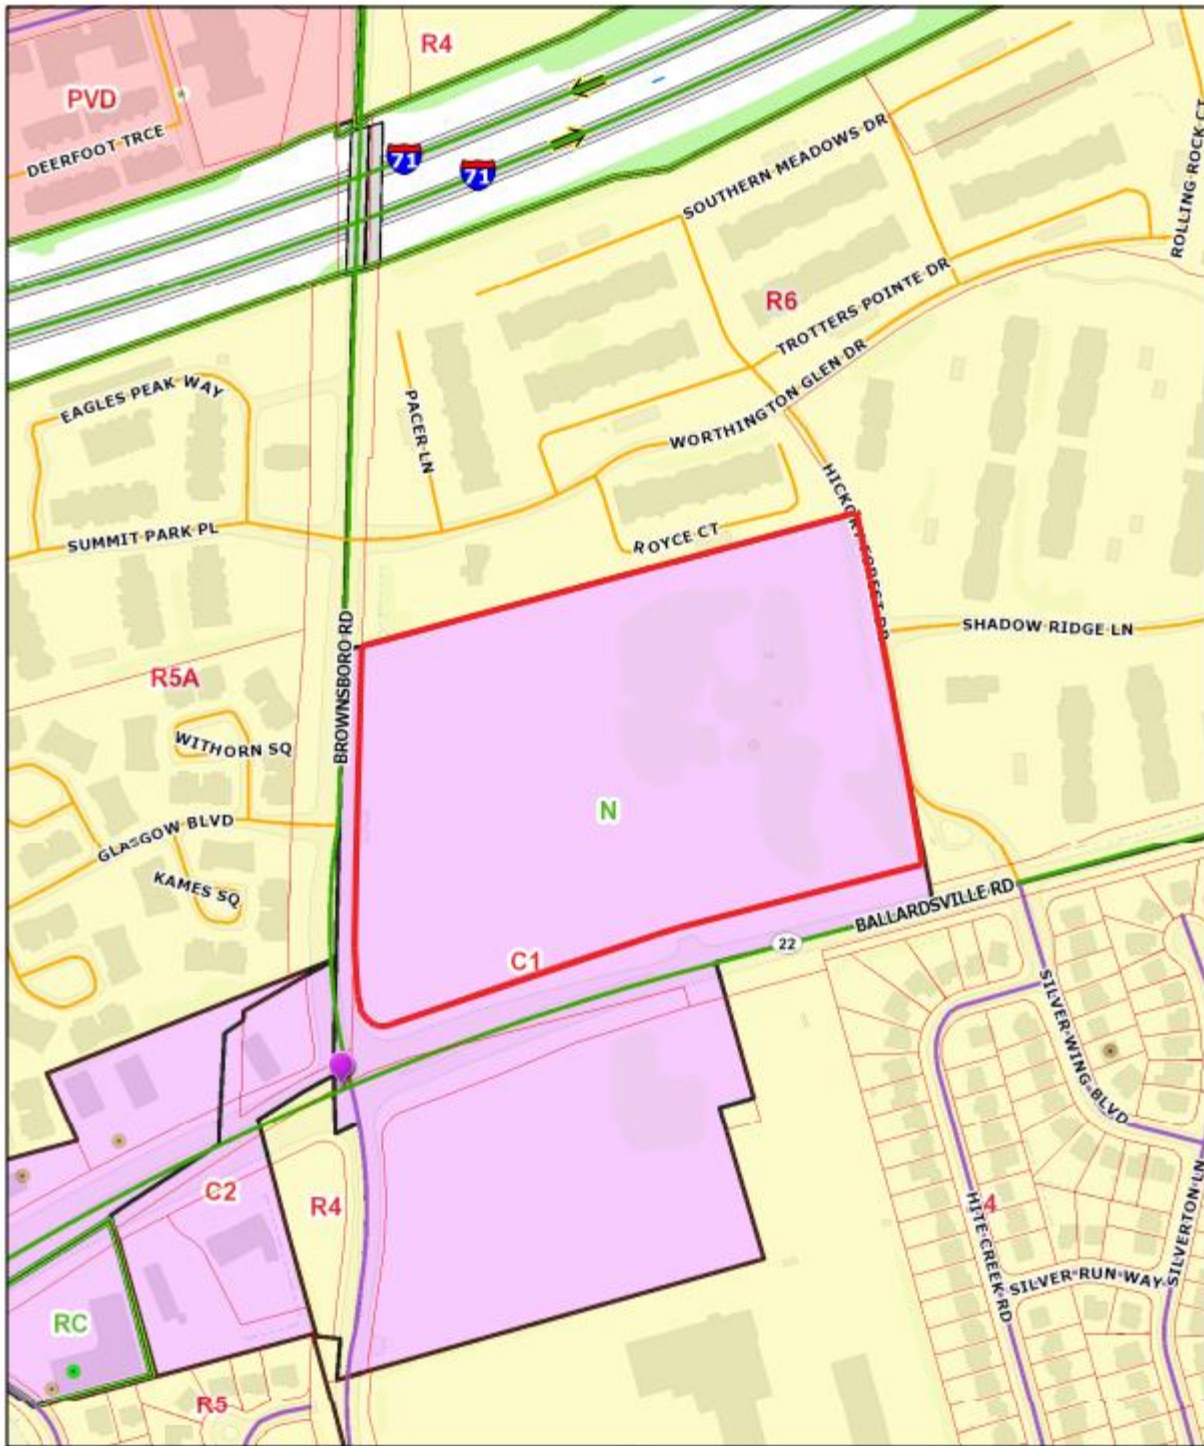 R4
PVD
DEERFOOT TRCE
71
71
SOUTHERN MEADOWS DR
R6
TROTTERS POINTE DR
EAGLES PEAK WAY
PACER LN
WORTHINGTON GLEN DR
HICKORY FOREST DR
SUMMIT PARK PL
ROYCE CT
BROWNSBORO RD
SHADOW RIDGE LN
R5A
WITHORN SQ
N
GLASGOW BLVD
KAMES SQ
BALLARDSVILLE RD
22
C1
SILVER WING BLVD
C2
R4
HITE CREEK RD
SILVERTON LN
SILVER RUN WAY
RC
R5